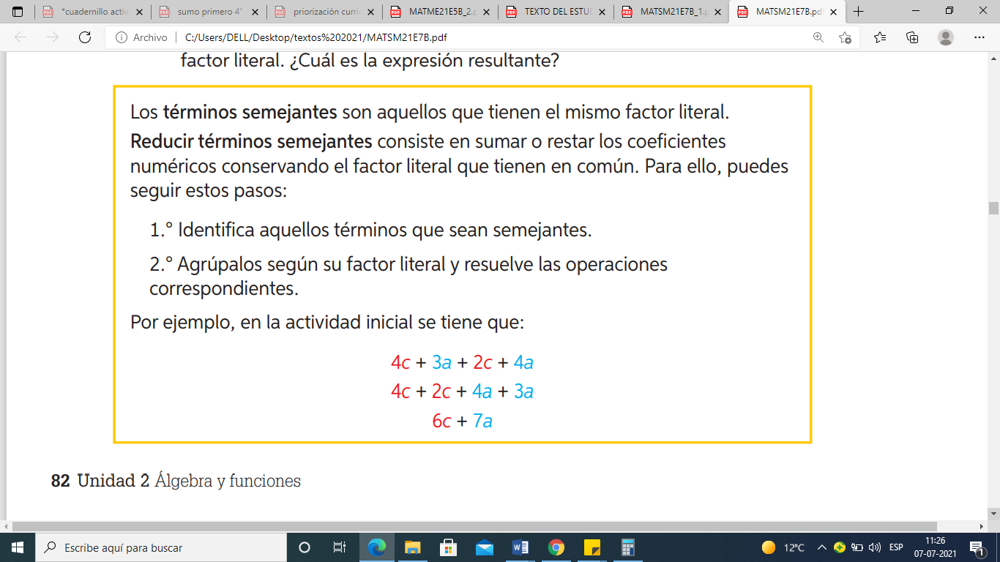 *cuadernillo activi
sumo primero 4°
priorización curri
MATME21E5B_2.p
TEXTO DEL ESTUD
MATSM21E7B_1.p
MATSM21E7B.pdf
Archivo
C:/Users/DELL/Desktop/textos%202021/MATSM21E7B.pdf
factor literal. ¿Cuál es la expresión resultante?
Los términos semejantes son aquellos que tienen el mismo factor literal.
Reducir términos semejantes consiste en sumar o restar los coeficientes
numéricos conservando el factor literal que tienen en común. Para ello, puedes
seguir estos pasos:
1.° Identifica aquellos términos que sean semejantes.
2.° Agrúpalos según su factor literal y resuelve las operaciones
correspondientes.
Por ejemplo, en la actividad inicial se tiene que:
4c + 3a + 2c + 4a
4c + 2c + 4a + 3a
6c + 7a
82 Unidad 2 Álgebra y funciones
Escribe aquí para buscar
12°C
ESP
11:26
07-07-2021
1